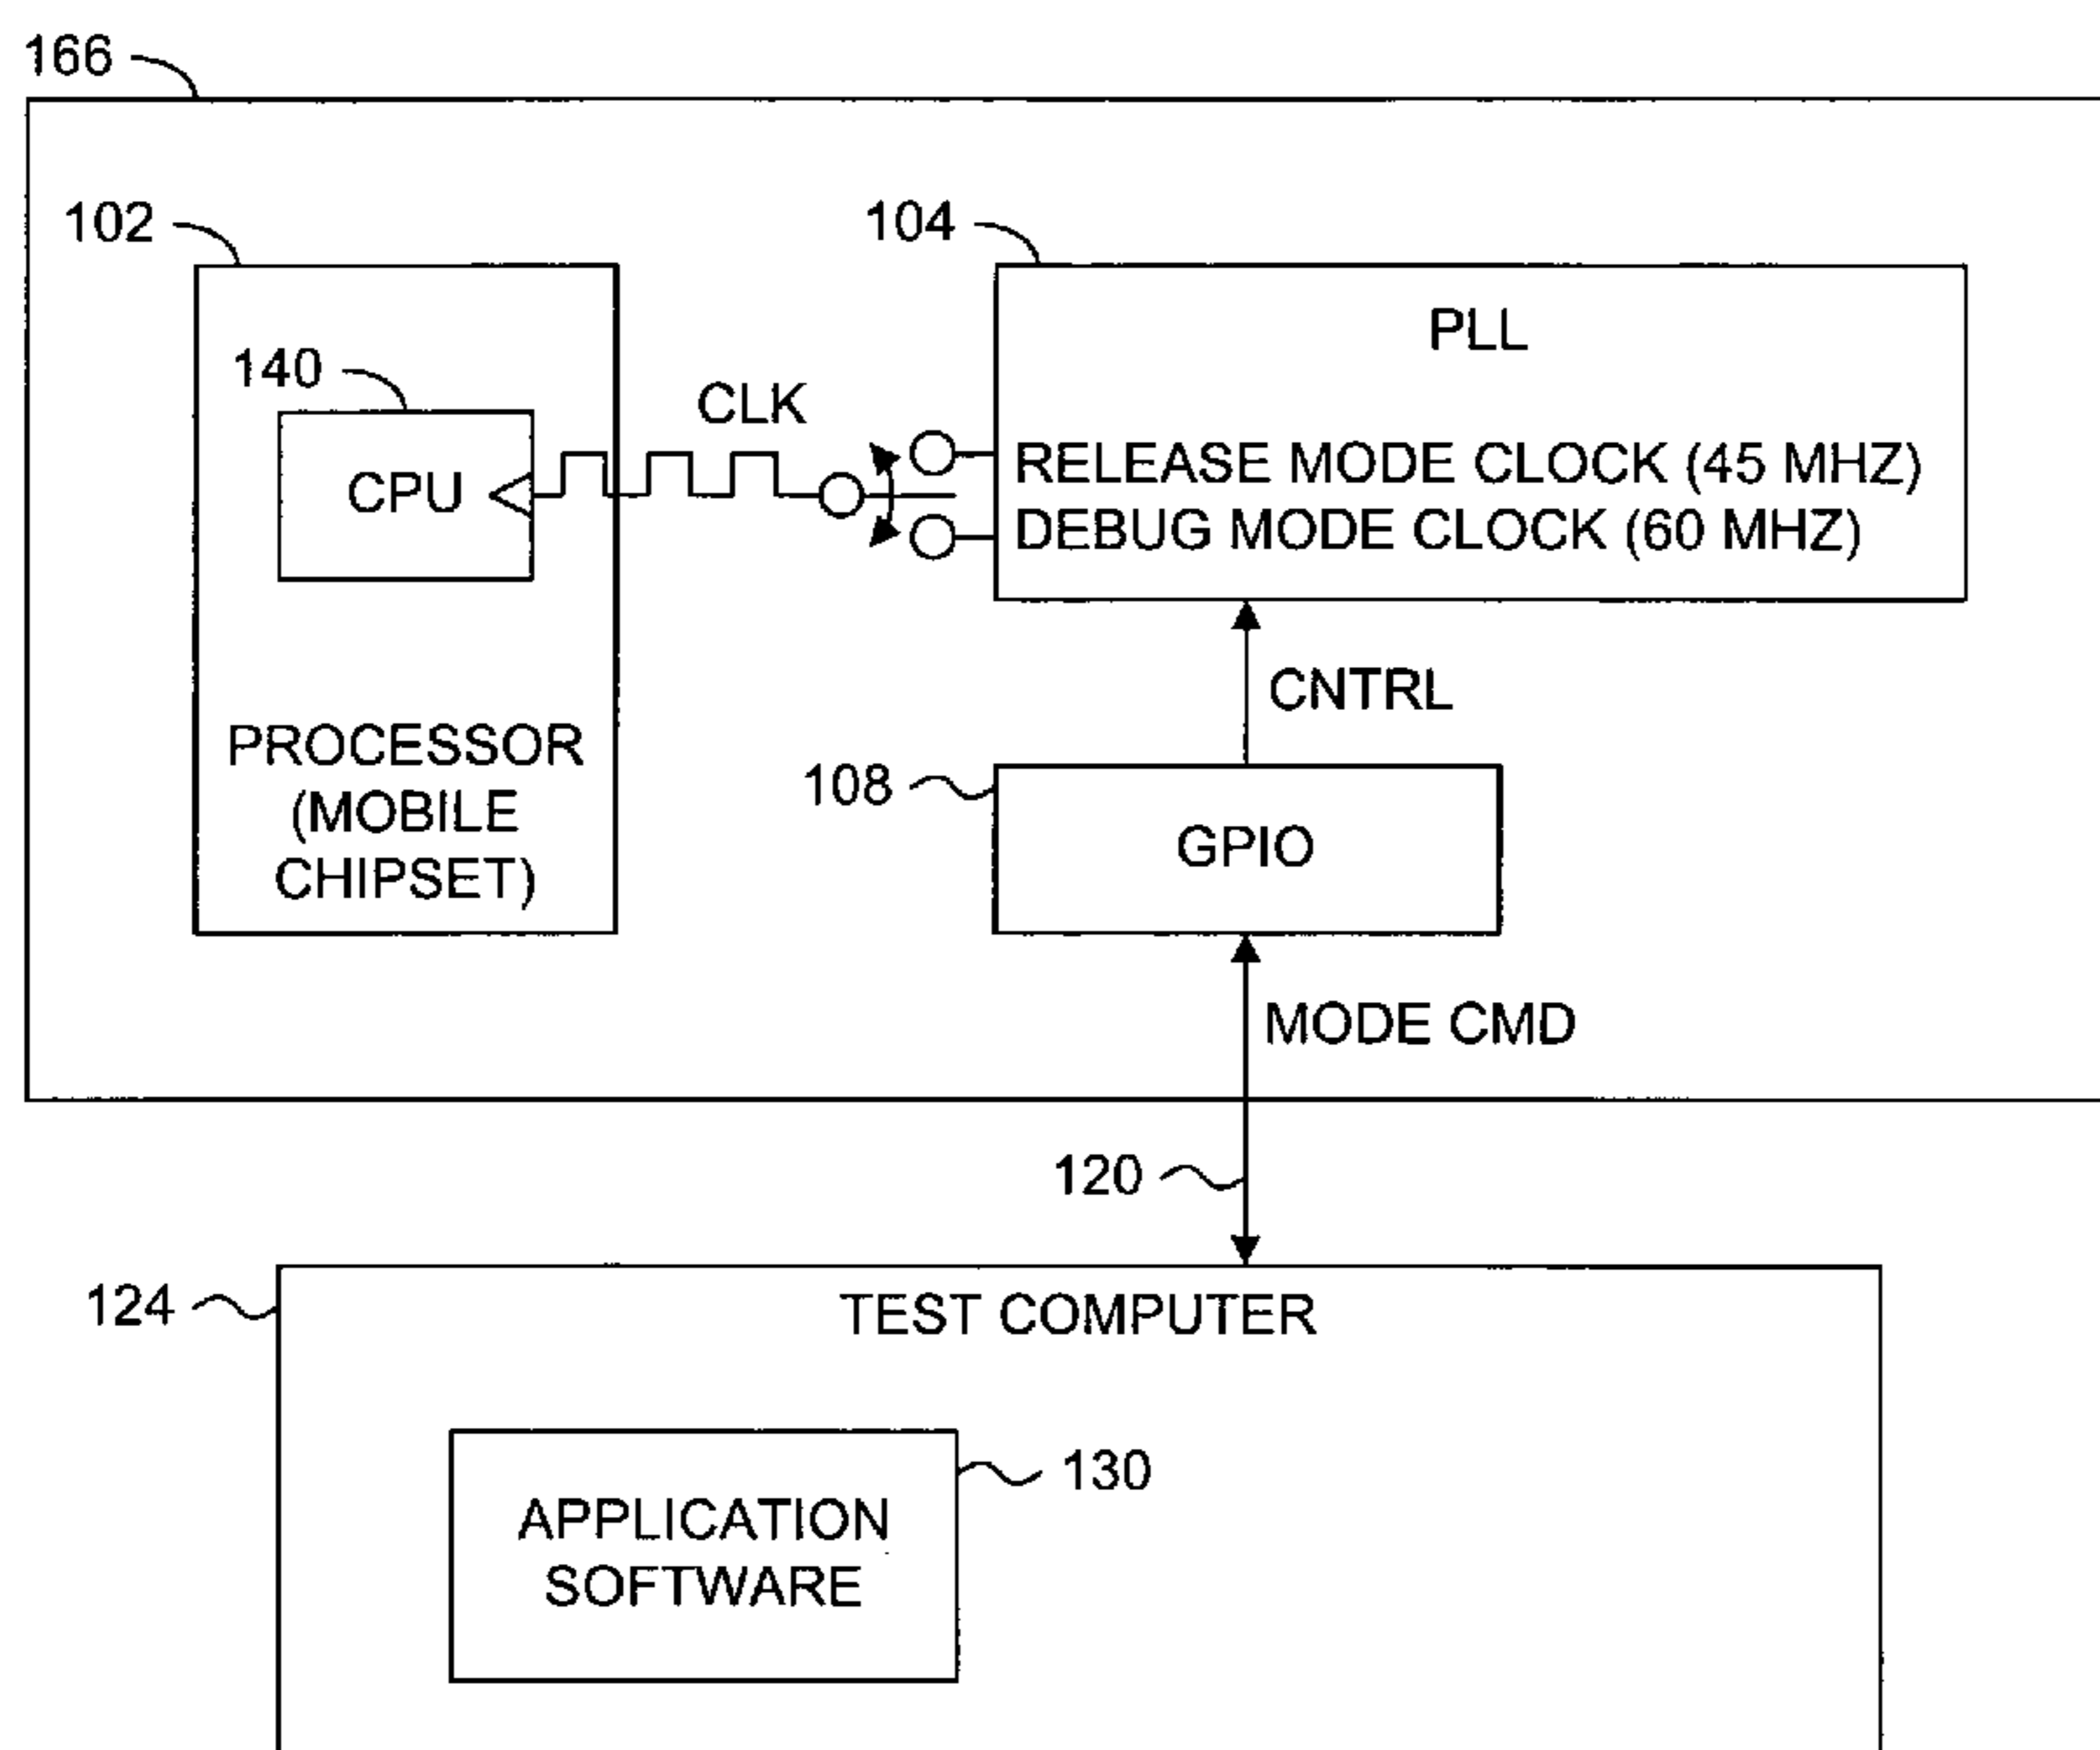 166
102
104
PLL
140
CLK
CPU
RELEASE MODE CLOCK (45 MHZ)
DEBUG MODE CLOCK (60 MHZ)
CNTRL
PROCESSOR
(MOBILE
CHIPSET)
108
GPIO
MODE CMD
120
124
TEST COMPUTER
130
APPLICATION
SOFTWARE